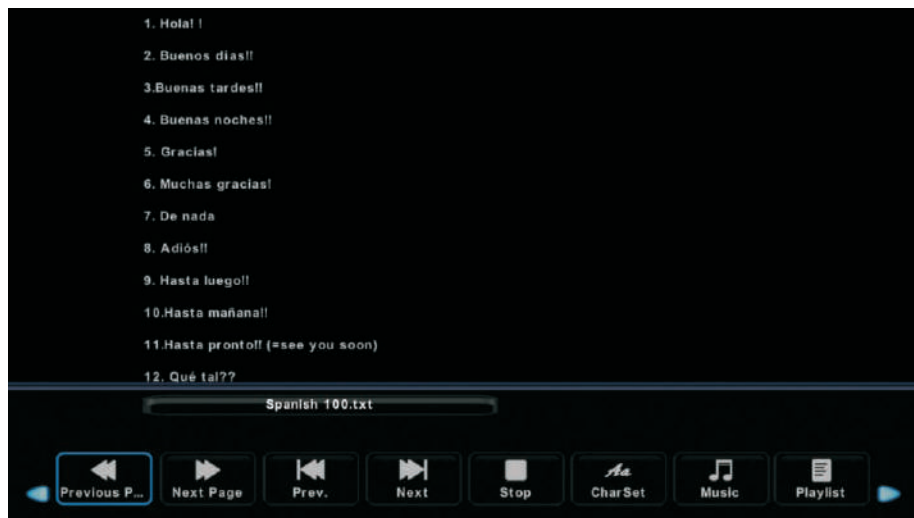 1. Hola! !
2. Buenos dias!!
3.Buenas tardes!!
4. Buenas noches!!
5. Gracias!
6. Muchas gracias!
7. De nada
8. Adiós!!
9. Hasta luego!!
10.Hasta mañana!!
11.Hasta pronto!! (=see you soon)
12. Qué tal??
Spanish 100.txt
Previous P... Next Page Prev. Next Stop Aa CharSet Music Playlist